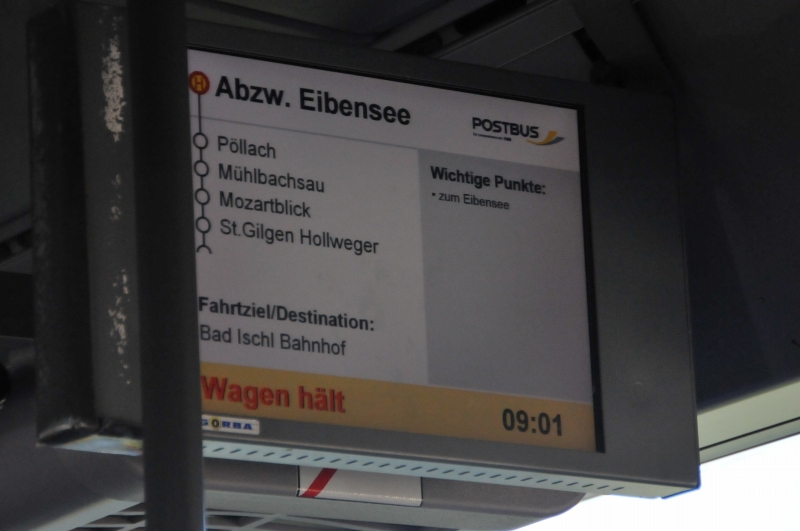 H Abzw. Eibensee
POSTBUS
Pöllach
Mühlbachsau
Mozartblick
St.Gilgen Hollweger
Wichtige Punkte:
• zum Eibensee
Fahrtziel/Destination:
Bad Ischl Bahnhof
Wagen hält
09:01
GORBA